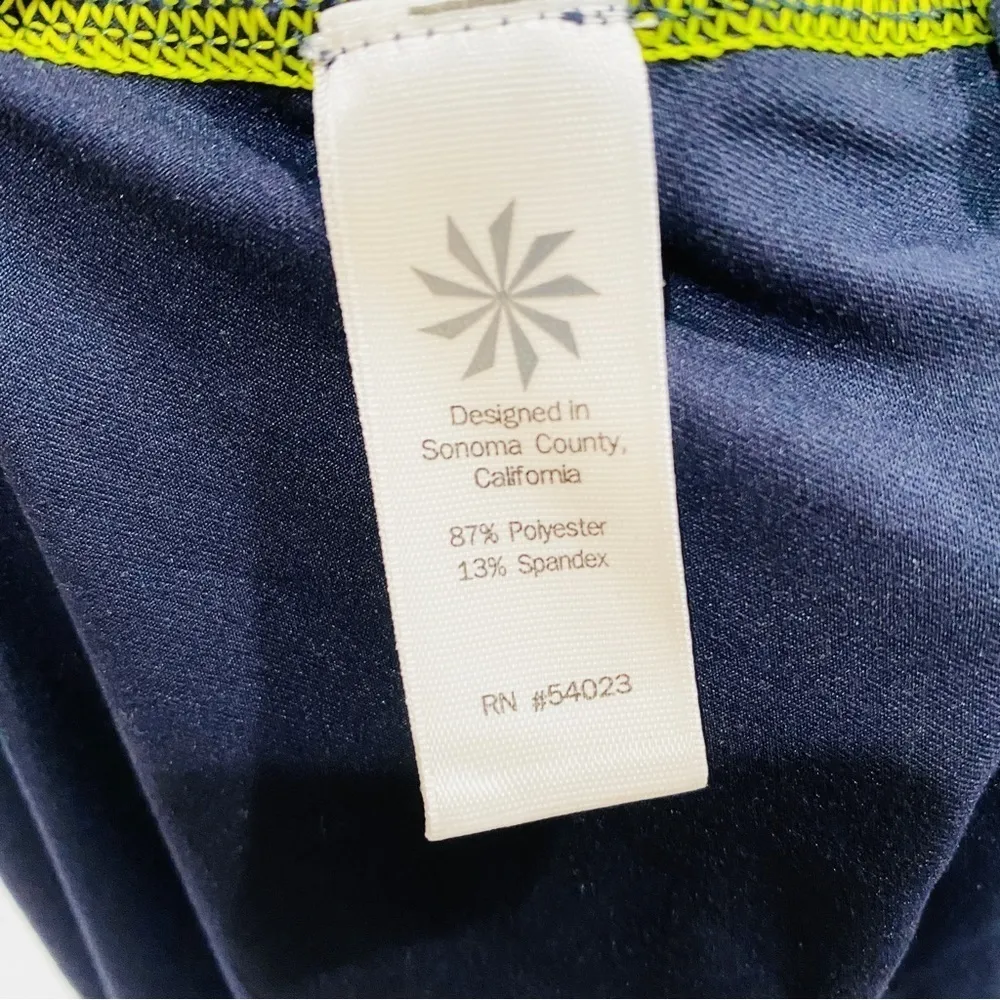 Designed in
Sonoma County,
California
87% Polyester
13% Spandex
RN #54023